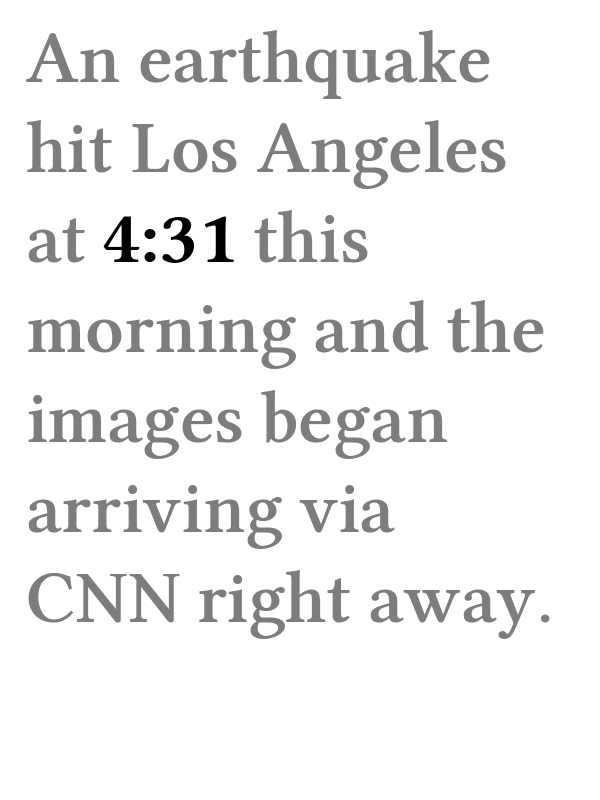 An earthquake
hit Los Angeles
at 4:31 this
morning and the
images began
arriving via
CNN right away.